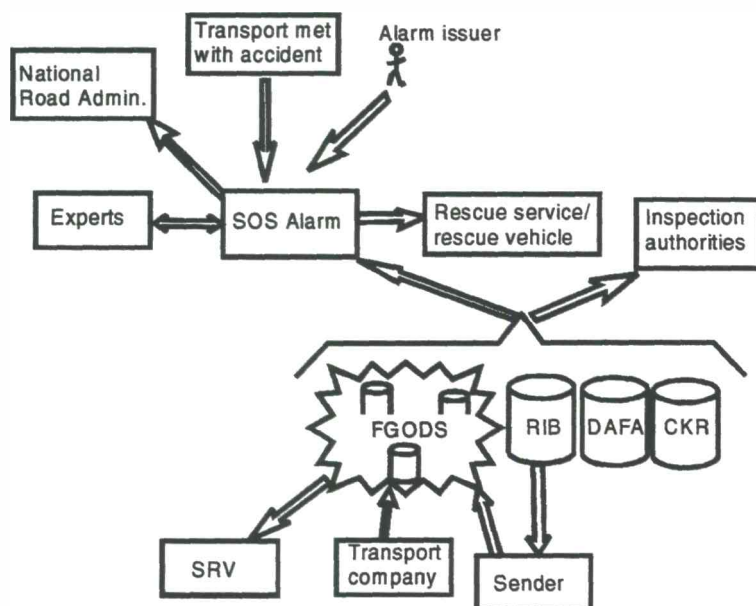 Transport met
with accident
Alarm issuer
National
Road Admin.
Experts
SOS Alarm
Rescue service/
rescue vehicle
Inspection
authorities
FGODS
RIB
DAFA
CKR
SRV
Transport
company
Sender